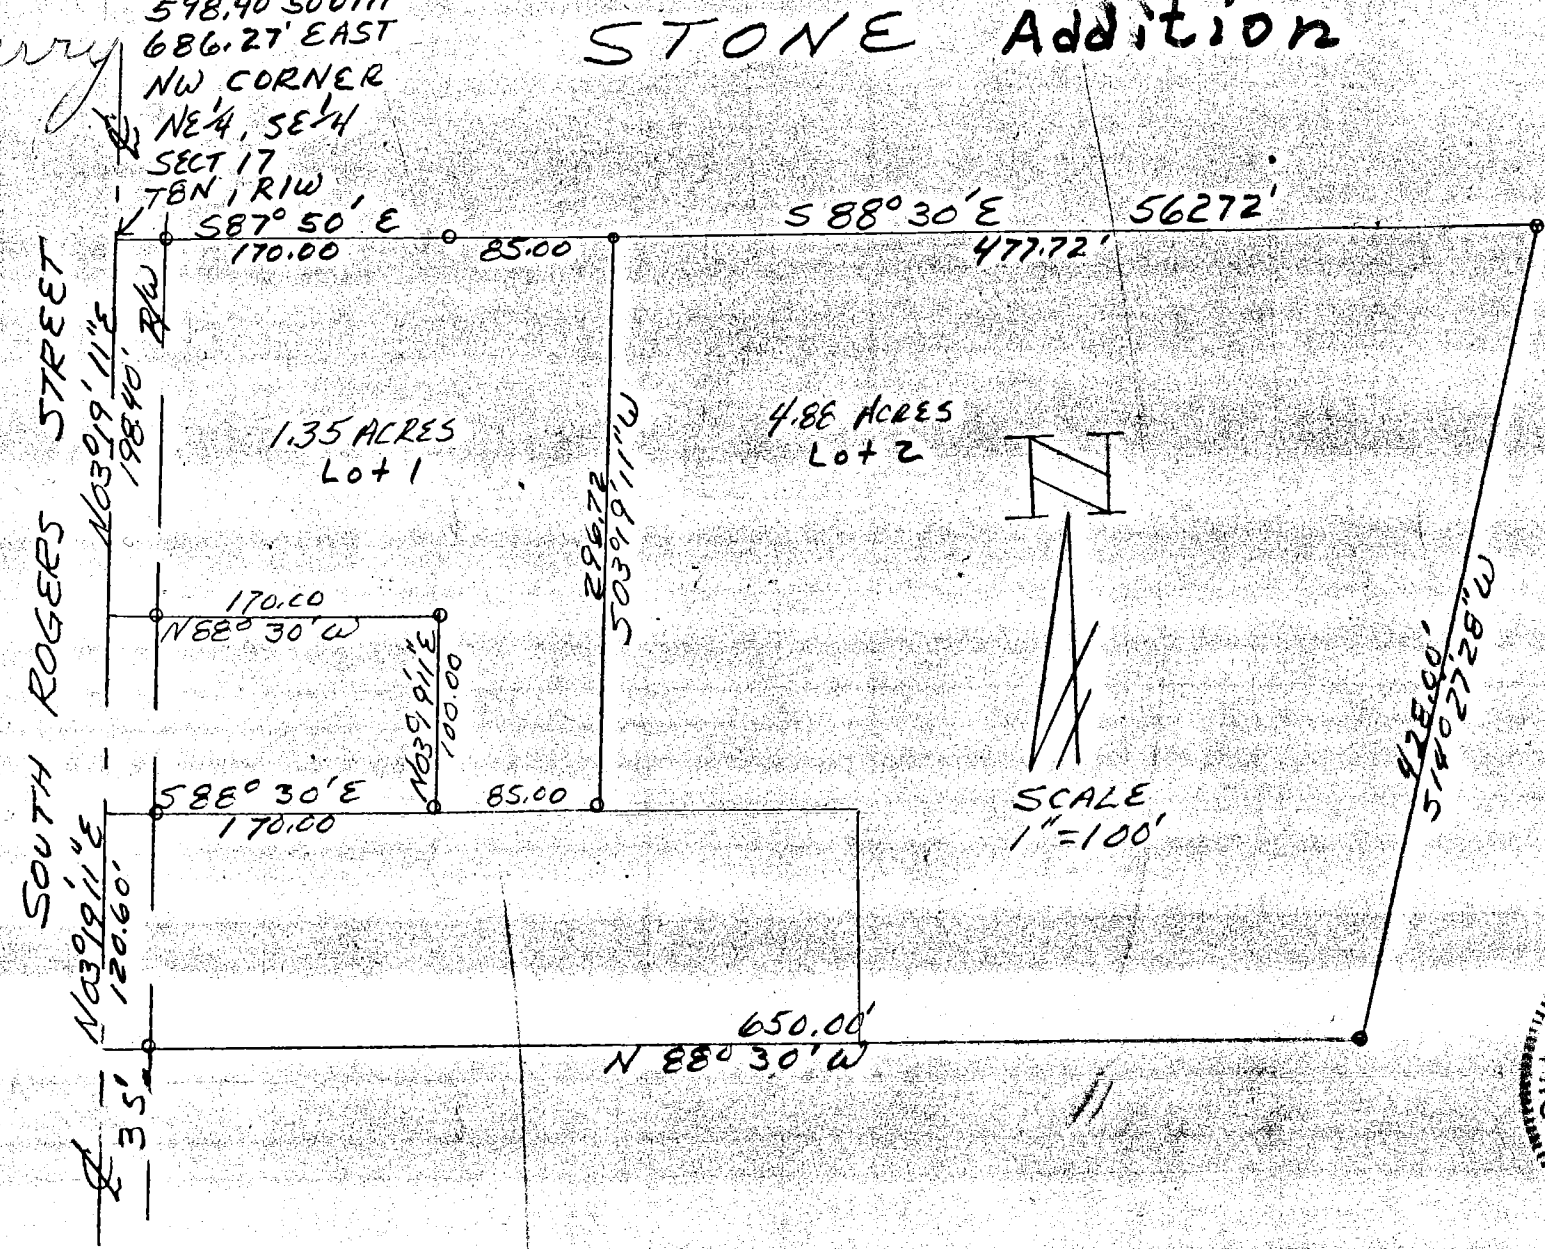 STONE Addition
598.40 SOUTH
686.27' EAST
NW CORNER
NE 1/4, SE 1/4
SECT 17
T8N, R1W
S87° 50' E
170.00
85.00
S 88° 30' E 56272'
477.72'
R/W
N03°19'11"E
198.40'
SOUTH ROGERS STREET
1.35 ACRES
Lot 1
4.88 ACRES
Lot 2
N
296.72
S03°19'11"W
170.00
N88° 30' W
N03°19'11"E
100.00
S88° 30' E
170.00
85.00
SCALE
1"=100'
428.00'
S14° 27' 28" W
N03°19'11"E
120.60'
650.00'
N 88° 30' W
35'